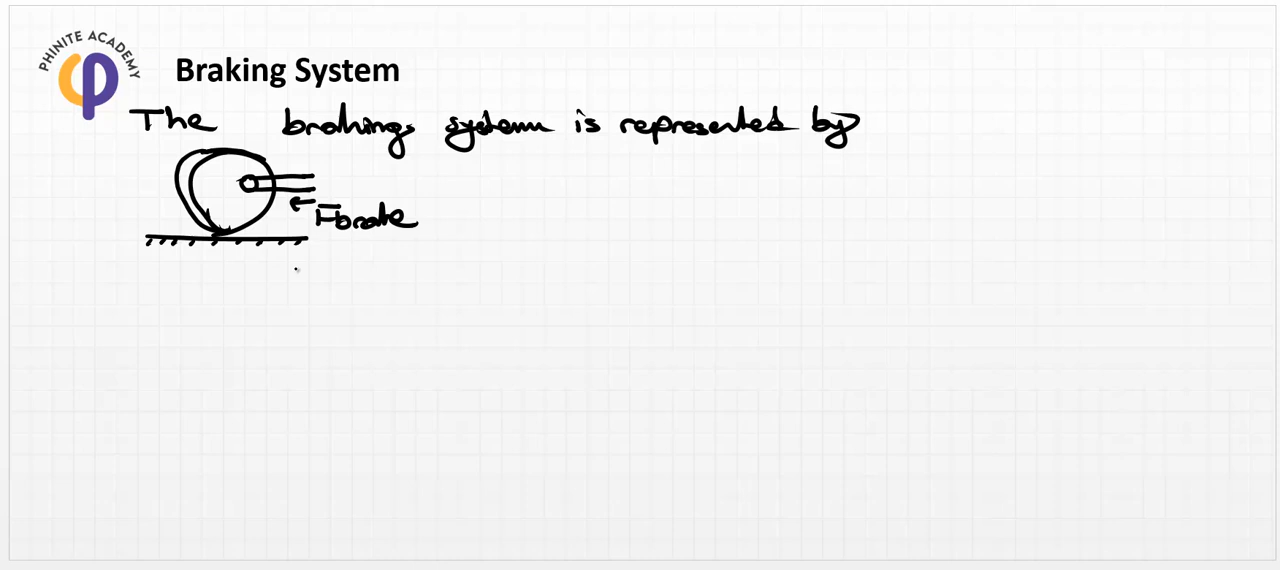 PHINITE ACADEMY
Braking System
The braking system is represented by
Fbrake